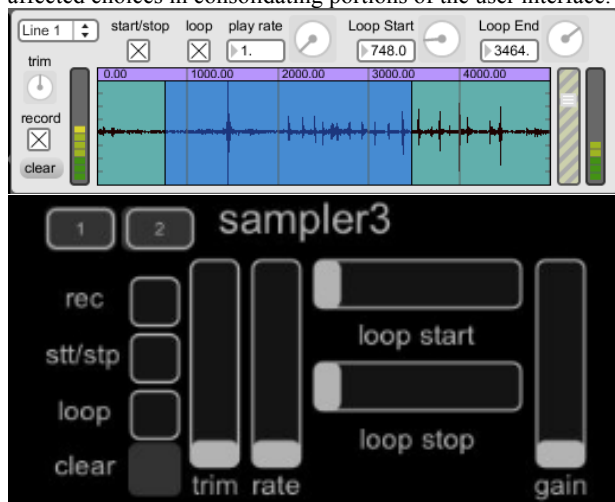 affected choices in consolidating portions of the user interface.
Line 1 start/stop loop play rate Loop Start Loop End
1. 748.0 3464.
trim
0.00 1000.00 2000.00 3000.00 4000.00
record
clear
1 2 sampler3
rec
stt/stp
loop
clear
loop start
loop stop
trim rate gain